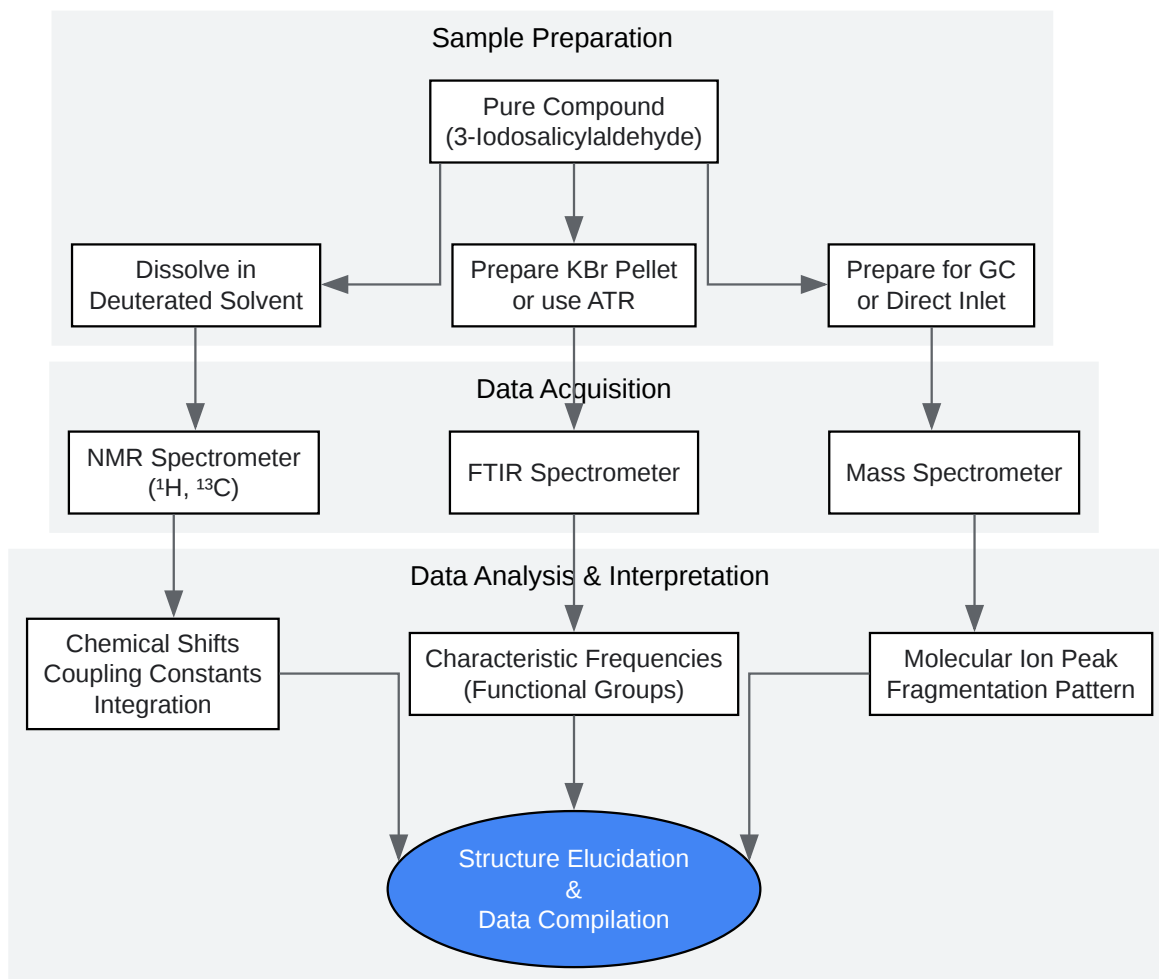 Sample Preparation
Pure Compound
(3-Iodosalicylaldehyde)
Dissolve in
Deuterated Solvent
Prepare KBr Pellet
or use ATR
Prepare for GC
or Direct Inlet
Data Acquisition
NMR Spectrometer
(¹H, ¹³C)
FTIR Spectrometer
Mass Spectrometer
Data Analysis & Interpretation
Chemical Shifts
Coupling Constants
Integration
Characteristic Frequencies
(Functional Groups)
Molecular Ion Peak
Fragmentation Pattern
Structure Elucidation
&
Data Compilation